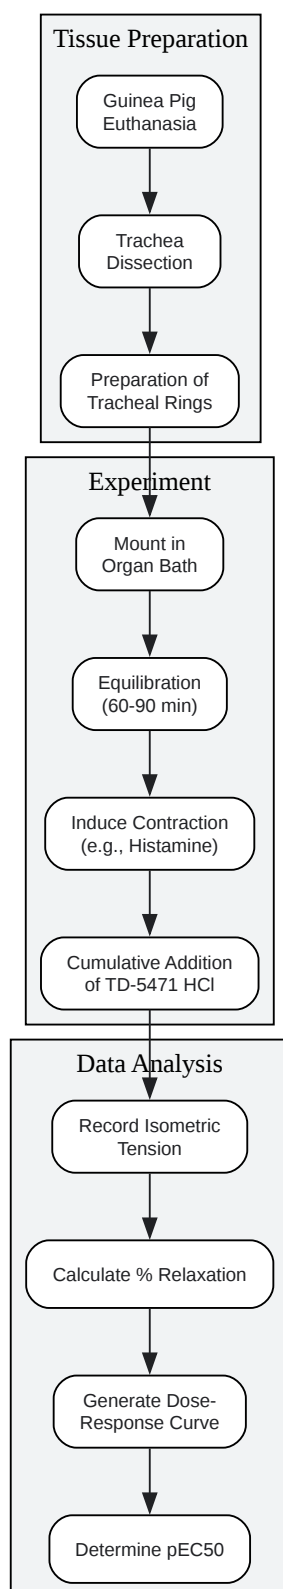 Tissue Preparation
Guinea Pig
Euthanasia
Trachea
Dissection
Preparation of
Tracheal Rings
Experiment
Mount in
Organ Bath
Equilibration
(60-90 min)
Induce Contraction
(e.g., Histamine)
Cumulative Addition
of TD-5471 HCl
Data Analysis
Record Isometric
Tension
Calculate % Relaxation
Generate Dose-
Response Curve
Determine pEC50